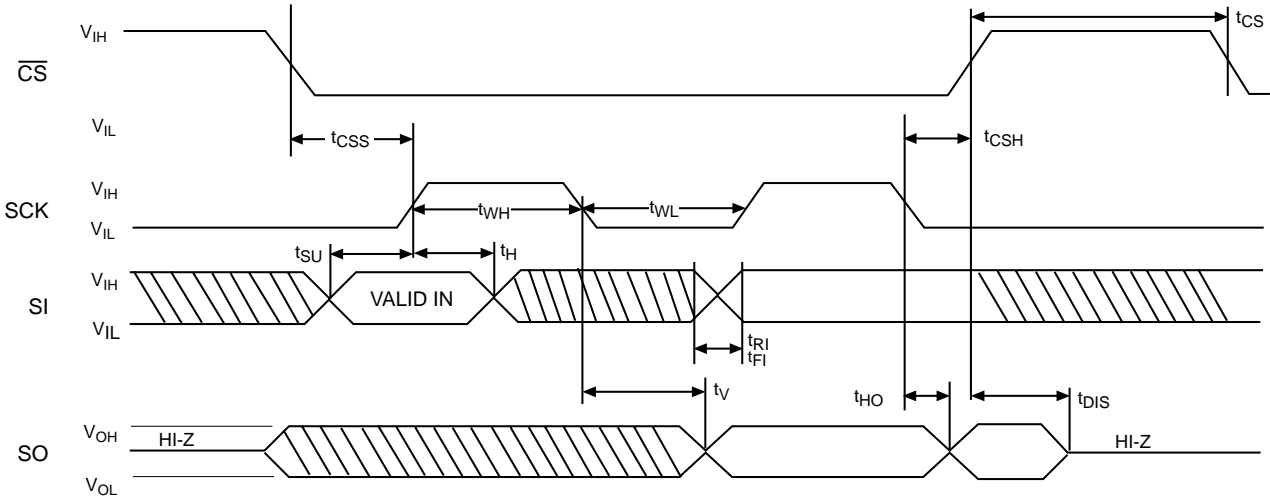 VIH
tCS
CS
VIL
tCSS
tCSH
VIH
SCK
tWH
tWL
VIL
tSU
tH
VIH
SI
VALID IN
VIL
tRI
tFI
tV
tHO
tDIS
VOH
HI-Z
HI-Z
SO
VOL